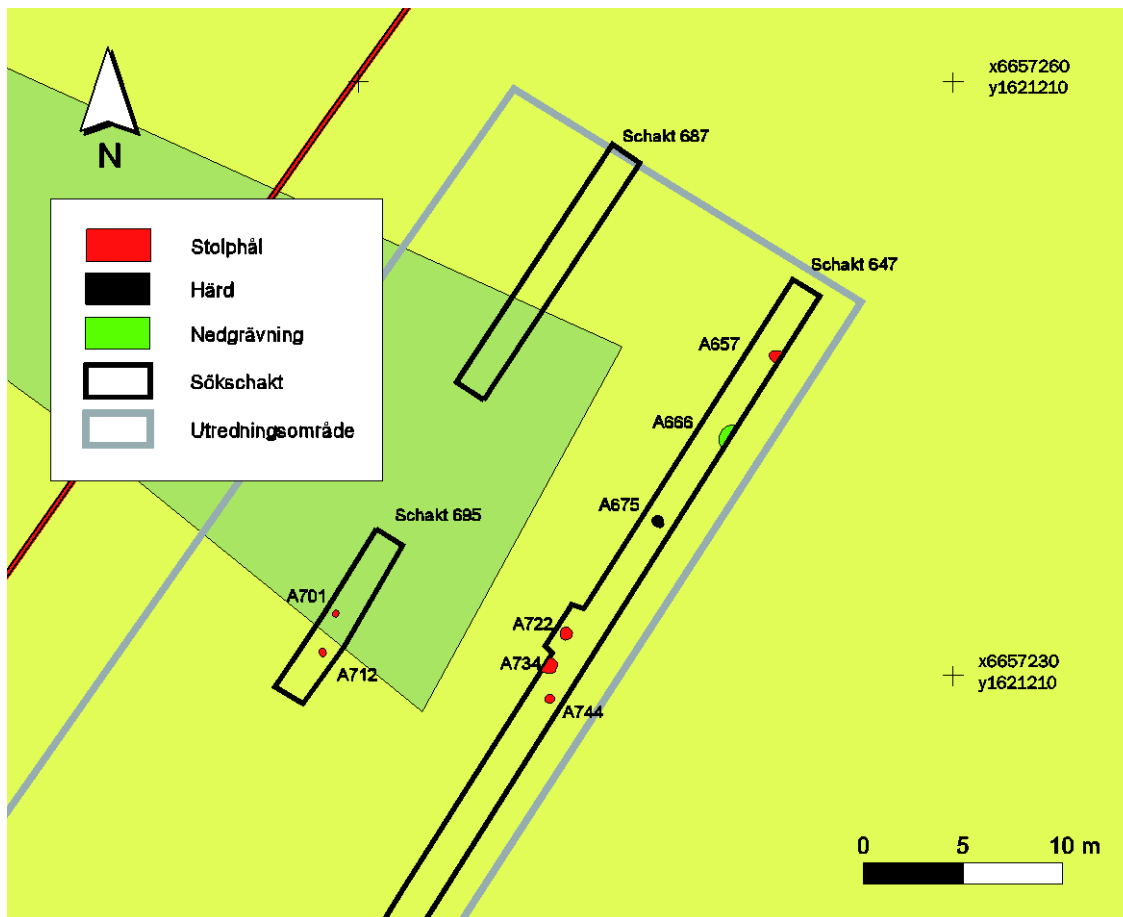 x6657260
y1621210
Schakt 687
N
Stolphål
Härd
Nedgrävning
Sökschakt
Utredningsområde
Schakt 647
A657
A666
A675
Schakt 695
A701
A712
A722
A734
A744
x6657230
y1621210
0 5 10 m